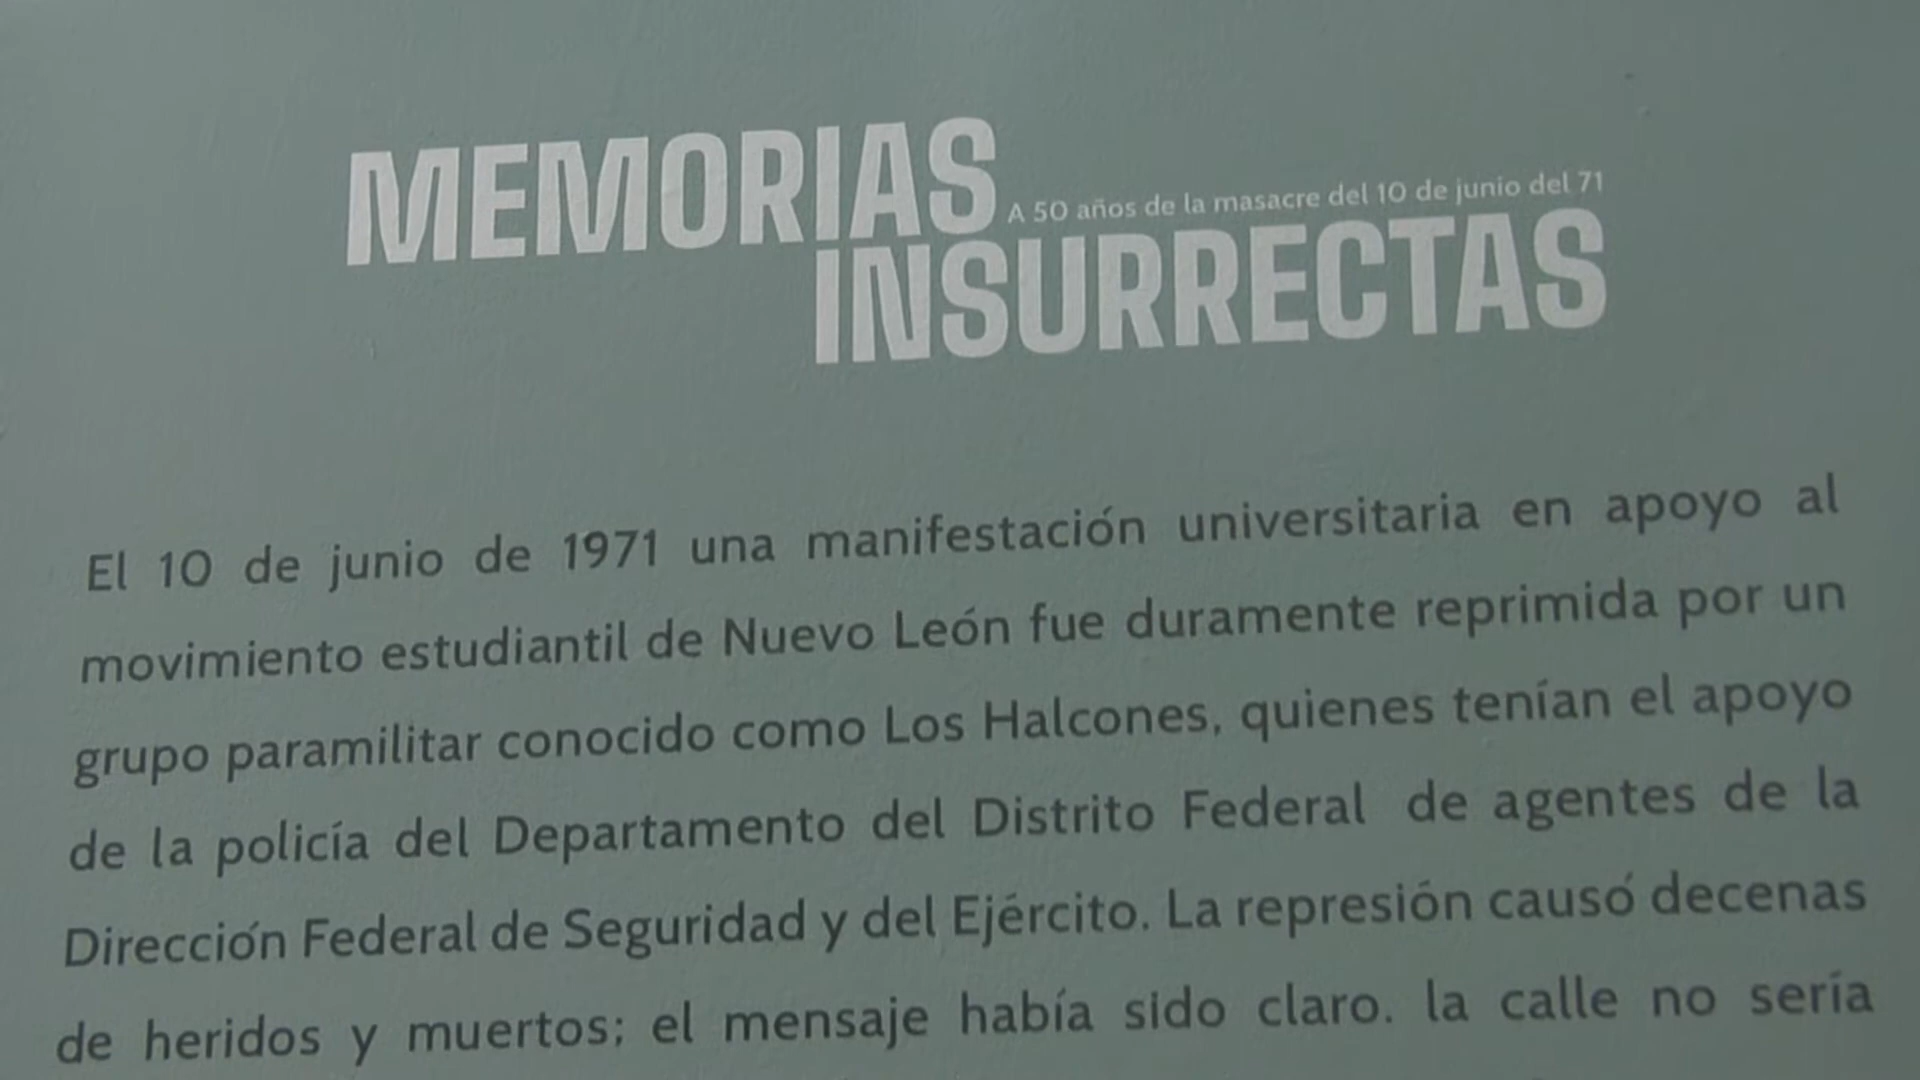 MEMORIAS
A 50 años de la masacre del 10 de junio del 71
INSURRECTAS
El 10 de junio de 1971 una manifestación universitaria en apoyo al
movimiento estudiantil de Nuevo León fue duramente reprimida por un
grupo paramilitar conocido como Los Halcones, quienes tenían el apoyo
de la policía del Departamento del Distrito Federal de agentes de la
Dirección Federal de Seguridad y del Ejército. La represión causó decenas
de heridos y muertos; el mensaje había sido claro. la calle no sería